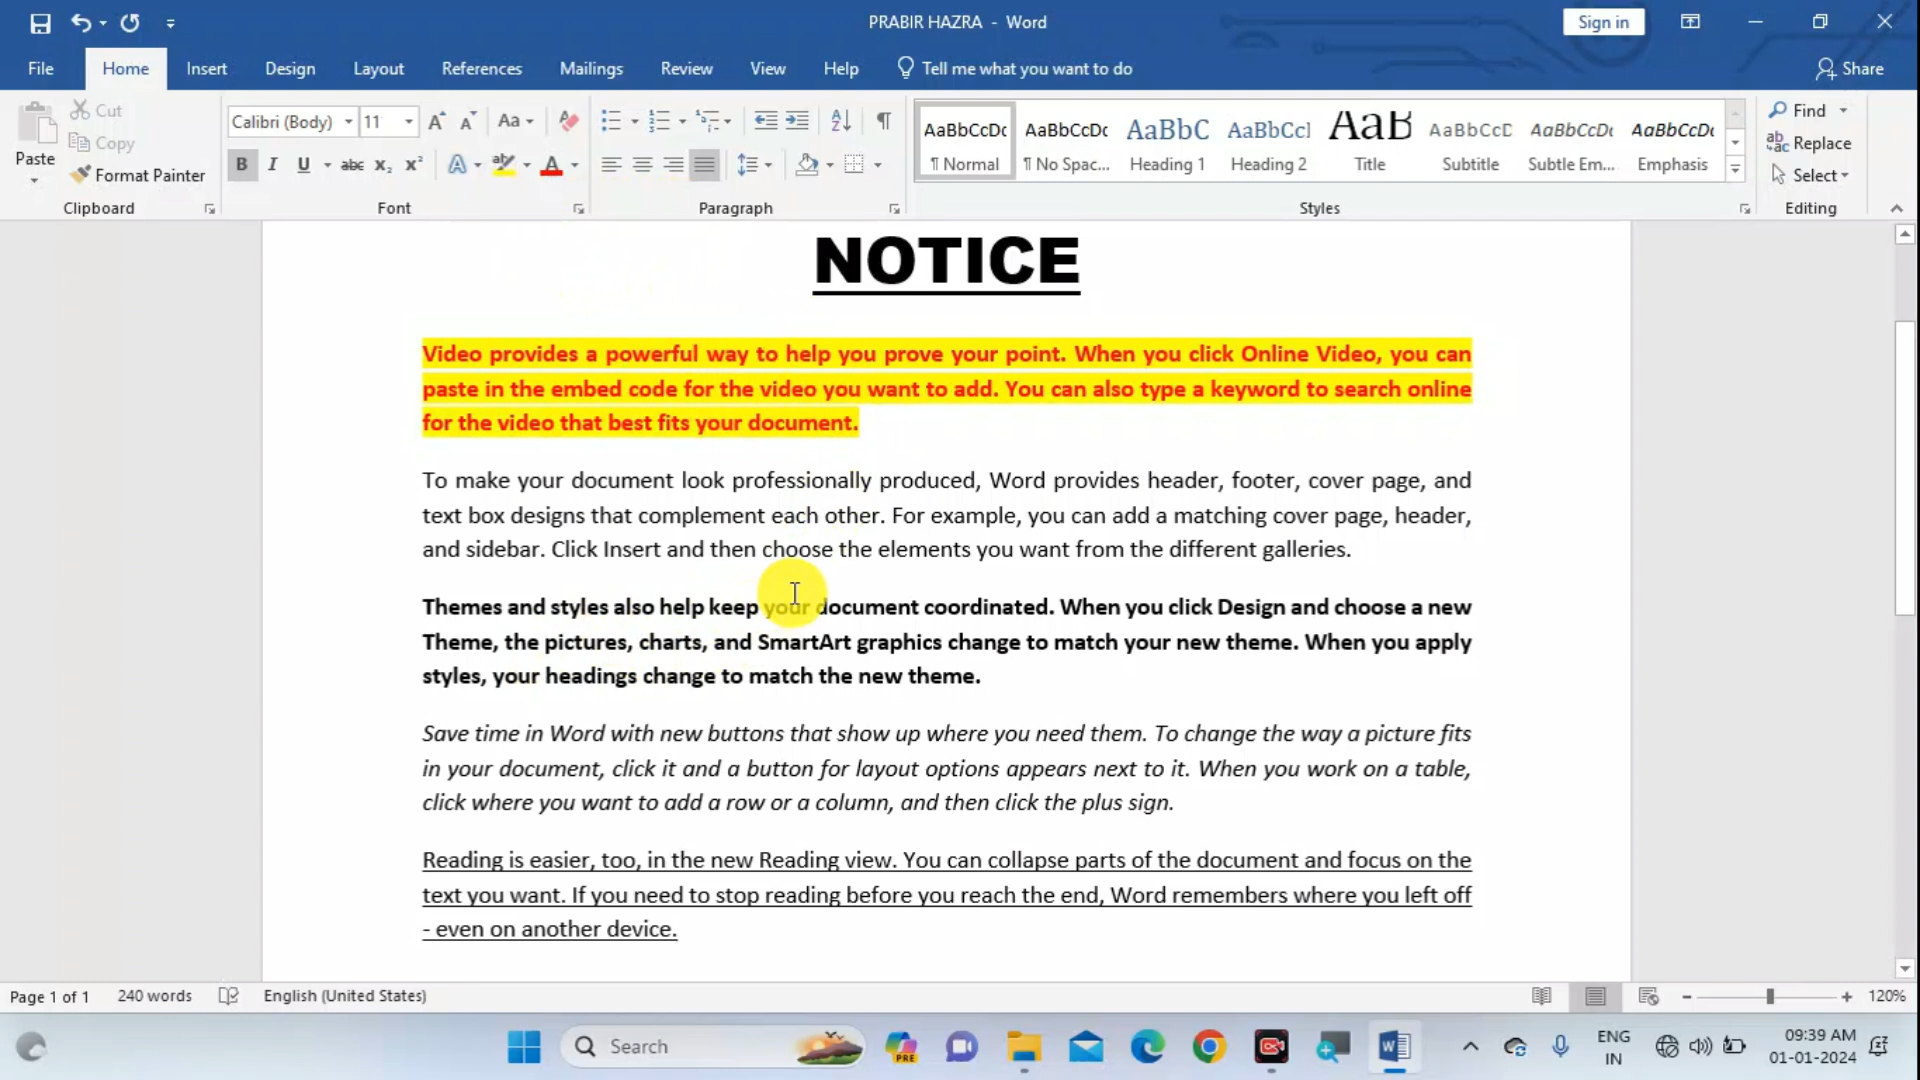 PRABIR HAZRA - Word
Sign in
File Home Insert Design Layout References Mailings Review View Help Tell me what you want to do Share
Cut
Copy
Paste
Format Painter
Clipboard
Calibri (Body) 11 Aa
B I U abc x₂ x² A A
Font
Paragraph
AaBbCcDc AaBbCcDc AaBbC AaBbCcI AaB AaBbCcD AaBbCcDc AaBbCcDc
¶ Normal ¶ No Spac... Heading 1 Heading 2 Title Subtitle Subtle Em... Emphasis
Styles
Find
Replace
Select
Editing
NOTICE
Video provides a powerful way to help you prove your point. When you click Online Video, you can
paste in the embed code for the video you want to add. You can also type a keyword to search online
for the video that best fits your document.
To make your document look professionally produced, Word provides header, footer, cover page, and
text box designs that complement each other. For example, you can add a matching cover page, header,
and sidebar. Click Insert and then choose the elements you want from the different galleries.
Themes and styles also help keep your document coordinated. When you click Design and choose a new
Theme, the pictures, charts, and SmartArt graphics change to match your new theme. When you apply
styles, your headings change to match the new theme.
Save time in Word with new buttons that show up where you need them. To change the way a picture fits
in your document, click it and a button for layout options appears next to it. When you work on a table,
click where you want to add a row or a column, and then click the plus sign.
Reading is easier, too, in the new Reading view. You can collapse parts of the document and focus on the
text you want. If you need to stop reading before you reach the end, Word remembers where you left off
- even on another device.
Page 1 of 1 240 words English (United States) 120%
Search
PRE
ENG
IN
09:39 AM
01-01-2024